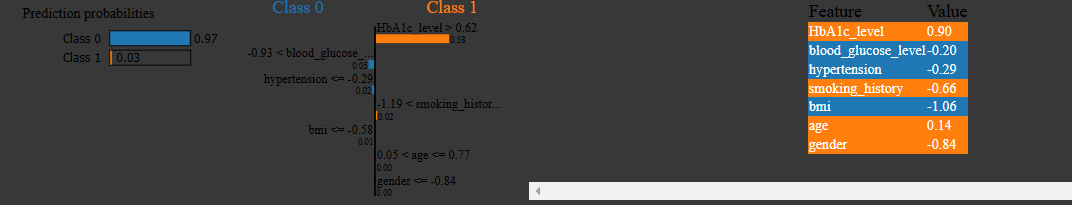 Prediction probabilities
Class 0 0.97
Class 1 0.03
Class 0 Class 1
HbA1c_level > 0.62
0.58
-0.93 < blood_glucose_...
0.05
hypertension <= -0.29
0.02
-1.19 < smoking_histor...
0.02
bmi <= -0.58
0.01
0.05 < age <= 0.77
0.00
gender <= -0.84
0.00
Feature Value
HbA1c_level 0.90
blood_glucose_level -0.20
hypertension -0.29
smoking_history -0.66
bmi -1.06
age 0.14
gender -0.84